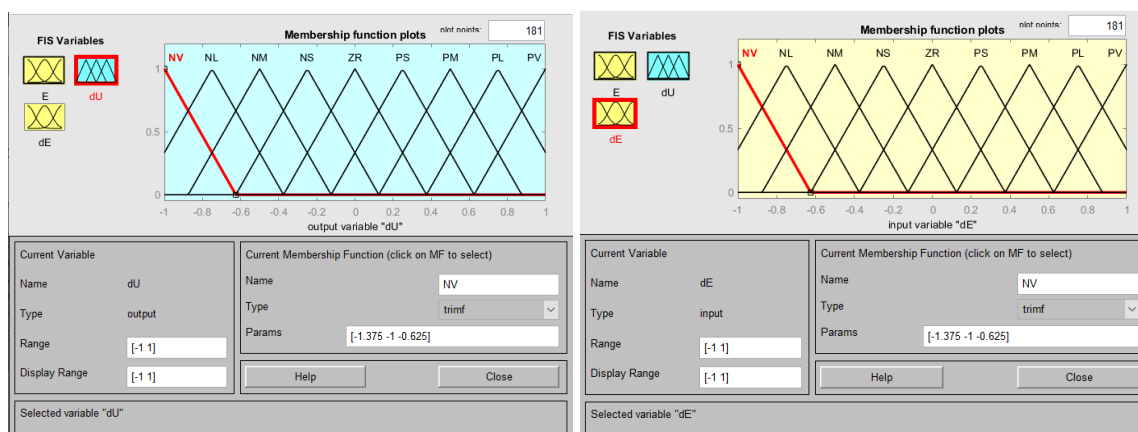 FIS Variables
E
dU
dE
Membership function plots
plot points:
181
NV NL NM NS ZR PS PM PL PV
1
0.5
0
-1 -0.8 -0.6 -0.4 -0.2 0 0.2 0.4 0.6 0.8 1
output variable "dU"
Current Variable
Name dU
Type output
Range [-1 1]
Display Range [-1 1]
Current Membership Function (click on MF to select)
Name NV
Type trimf
Params [-1.375 -1 -0.625]
Help Close
Selected variable "dU"
FIS Variables
E
dU
dE
Membership function plots
plot points:
181
NV NL NM NS ZR PS PM PL PV
1
0.5
0
-1 -0.8 -0.6 -0.4 -0.2 0 0.2 0.4 0.6 0.8 1
input variable "dE"
Current Variable
Name dE
Type input
Range [-1 1]
Display Range [-1 1]
Current Membership Function (click on MF to select)
Name NV
Type trimf
Params [-1.375 -1 -0.625]
Help Close
Selected variable "dE"